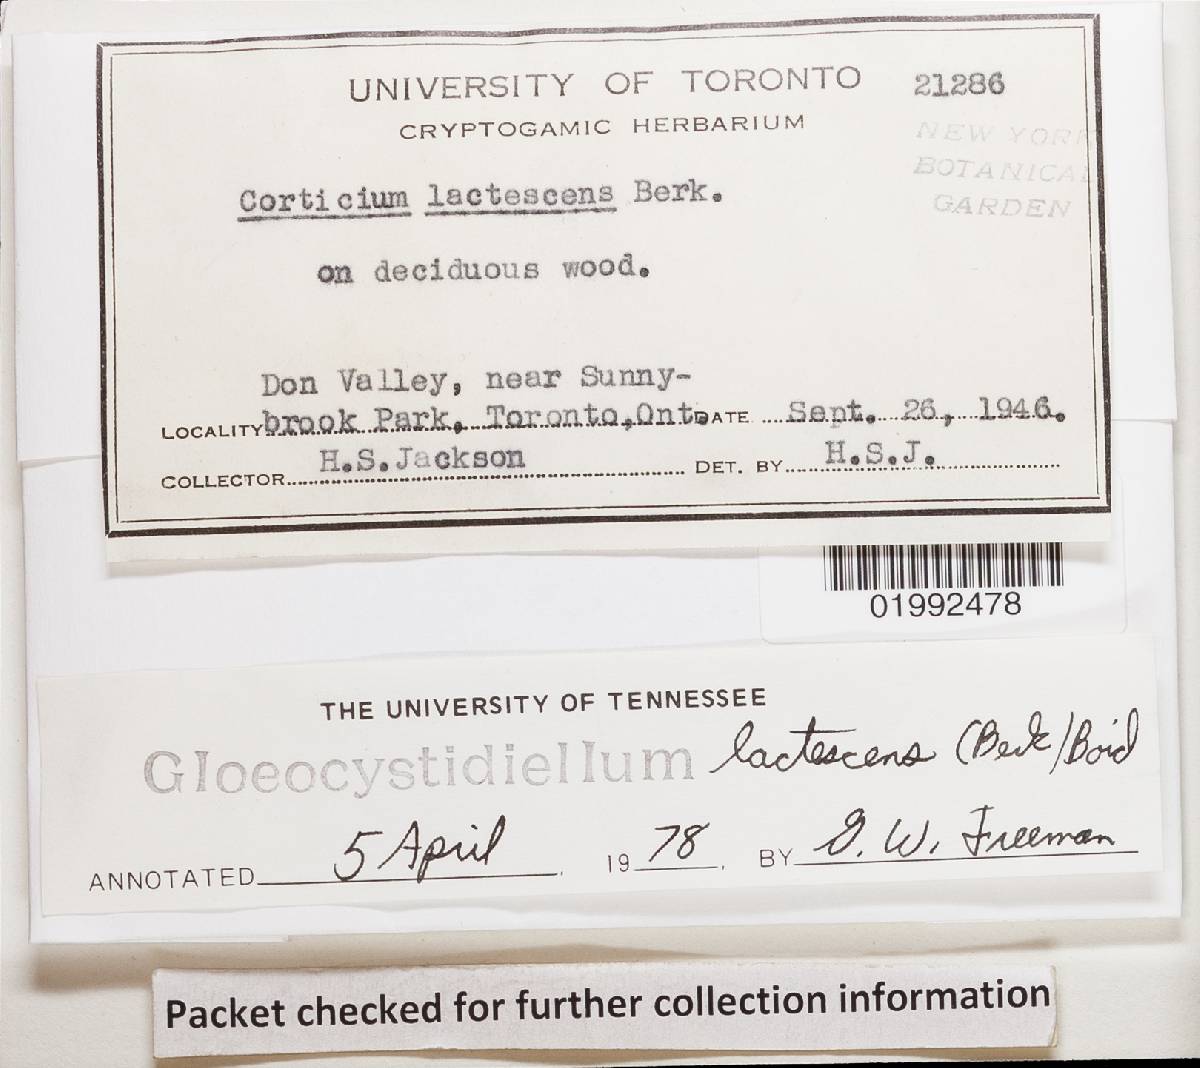 UNIVERSITY OF TORONTO
21286
CRYPTOGAMIC HERBARIUM
NEW YORK
BOTANICAL
GARDEN
Corticium lactescens Berk.
on deciduous wood.
Don Valley, near Sunny-
LOCALITY brook Park, Toronto, Ont. DATE Sept. 26, 1946.
COLLECTOR H.S.Jackson DET. BY H.S.J.
01992478
THE UNIVERSITY OF TENNESSEE
Gloeocystidiellum lactescens (Berk) Boid
ANNOTATED 5 April, 1978, BY G. W. Freeman
Packet checked for further collection information